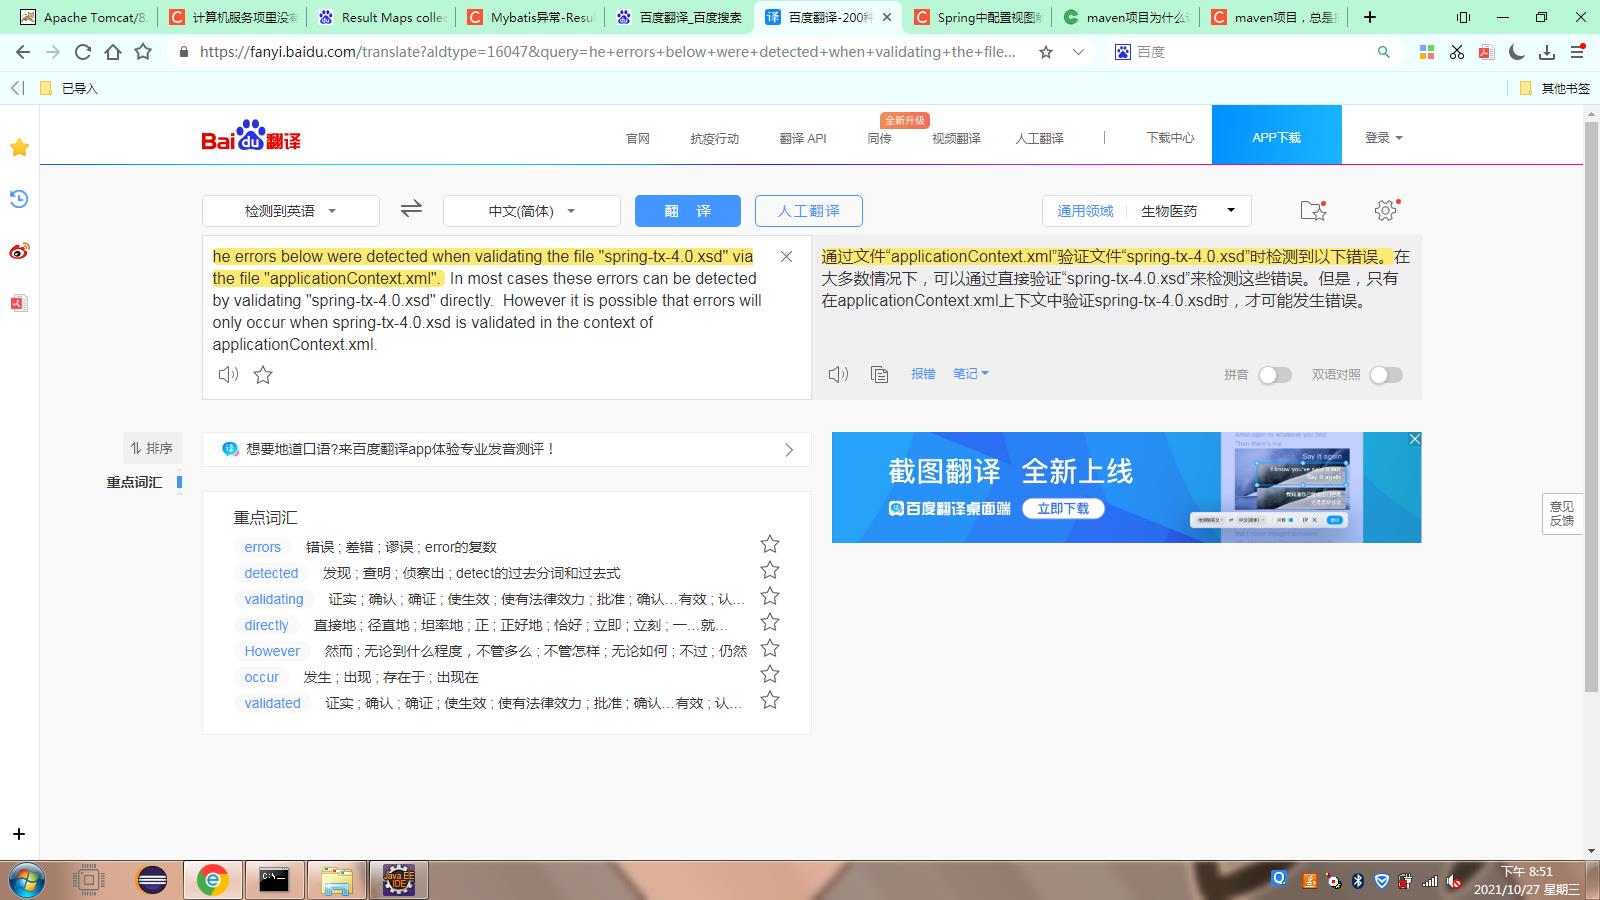 Apache Tomcat/8.
计算机服务项里没有
Result Maps collec
Mybatis异常-Resul
百度翻译_百度搜索
百度翻译-200种
Spring中配置视图解
maven项目为什么
maven项目，总是报
https://fanyi.baidu.com/translate?aldtype=16047&query=he+errors+below+were+detected+when+validating+the+file...
百度
已导入
其他书签
Bai du 翻译
官网
抗疫行动
翻译 API
同传
全新升级
视频翻译
人工翻译
下载中心
APP下载
登录
检测到英语
中文(简体)
翻 译
人工翻译
通用领域
生物医药
he errors below were detected when validating the file "spring-tx-4.0.xsd" via
the file "applicationContext.xml".  In most cases these errors can be detected
by validating "spring-tx-4.0.xsd" directly.  However it is possible that errors will
only occur when spring-tx-4.0.xsd is validated in the context of
applicationContext.xml.
通过文件“applicationContext.xml”验证文件“spring-tx-4.0.xsd”时检测到以下错误。在
大多数情况下，可以通过直接验证“spring-tx-4.0.xsd”来检测这些错误。但是，只有
在applicationContext.xml上下文中验证spring-tx-4.0.xsd时，才可能发生错误。
报错
笔记
拼音
双语对照
排序
重点词汇
想要地道口语?来百度翻译app体验专业发音测评！
截图翻译 全新上线
百度翻译桌面端
立即下载
Say it again
I know you've said it but
Say it again
意见
反馈
重点词汇
errors 错误 ; 差错 ; 谬误 ; error的复数
detected 发现 ; 查明 ; 侦察出 ; detect的过去分词和过去式
validating 证实 ; 确认 ; 确证 ; 使生效 ; 使有法律效力 ; 批准 ; 确认…有效 ; 认…
directly 直接地 ; 径直地 ; 坦率地 ; 正 ; 正好地 ; 恰好 ; 立即 ; 立刻 ; 一…就…
However 然而 ; 无论到什么程度，不管多么 ; 不管怎样 ; 无论如何 ; 不过 ; 仍然
occur 发生 ; 出现 ; 存在于 ; 出现在
validated 证实 ; 确认 ; 确证 ; 使生效 ; 使有法律效力 ; 批准 ; 确认…有效 ; 认…
Java EE
IDE
下午 8:51
2021/10/27 星期三